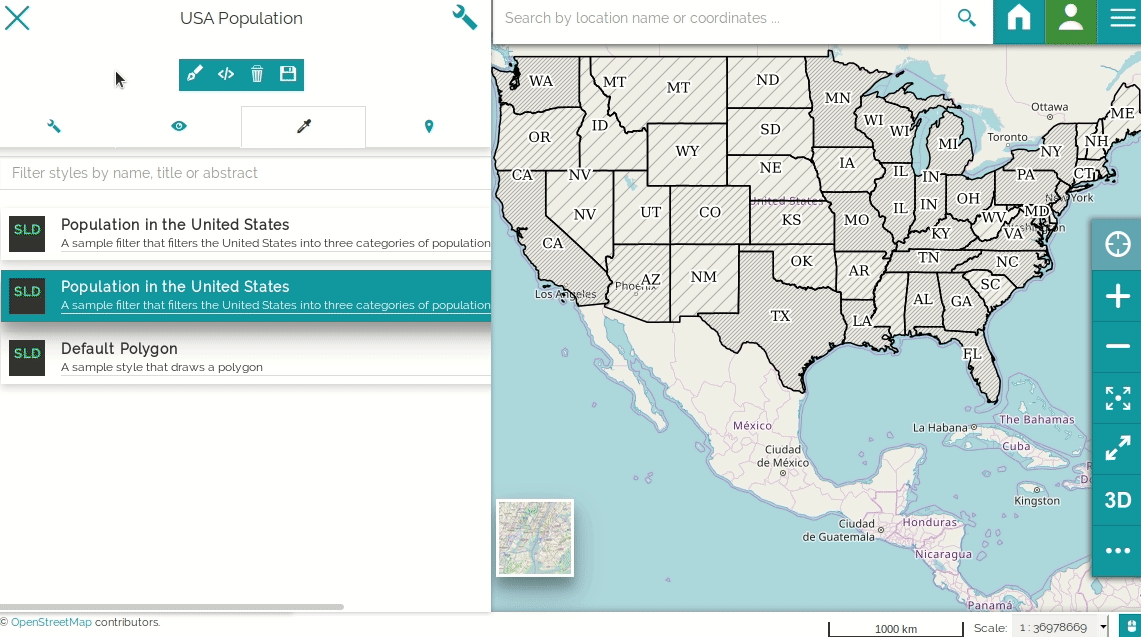 USA Population
Search by location name or coordinates ...
Filter styles by name, title or abstract
SLD
Population in the United States
A sample filter that filters the United States into three categories of population
SLD
Population in the United States
A sample filter that filters the United States into three categories of population
SLD
Default Polygon
A sample style that draws a polygon
WA
MT
MT
ND
MN
Ottawa
ME
OR
ID
SD
WI
WI
MI
Toronto
NY
NH
WY
CA
NV
NE
IA
IL
IN
PA
CT
United States
New York
NV
UT
CO
KS
MO
IL
IN
OH
WV
MD
CA
KY
VA
Washington
AZ
NM
OK
AR
TN
NC
Los Angeles
Phoenix
SC
TX
LA
AL
GA
FL
México
La Habana
The Bahamas
Cuba
Ciudad
de México
Kingston
Ciudad
de Guatemala
Honduras
Nicaragua
Panamá
3D
© OpenStreetMap contributors.
1000 km
Scale:
1 : 36978669